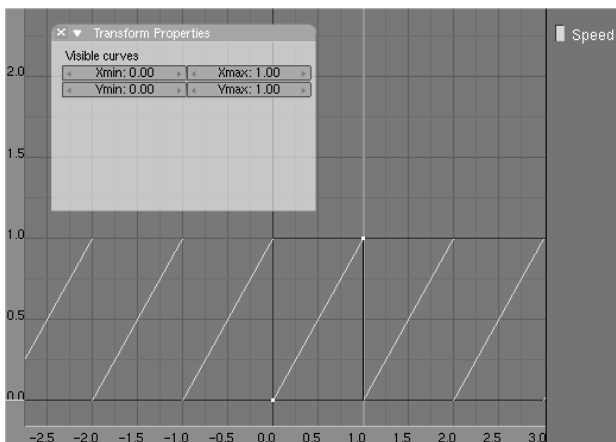 Transform Properties
Speed
Visible curves
Xmin: 0.00 Xmax: 1.00
Ymin: 0.00 Ymax: 1.00
2.0
1.5
1.0
0.5
0.0
-2.5 -2.0 -1.5 -1.0 -0.5 0.0 0.5 1.0 1.5 2.0 2.5 3.0